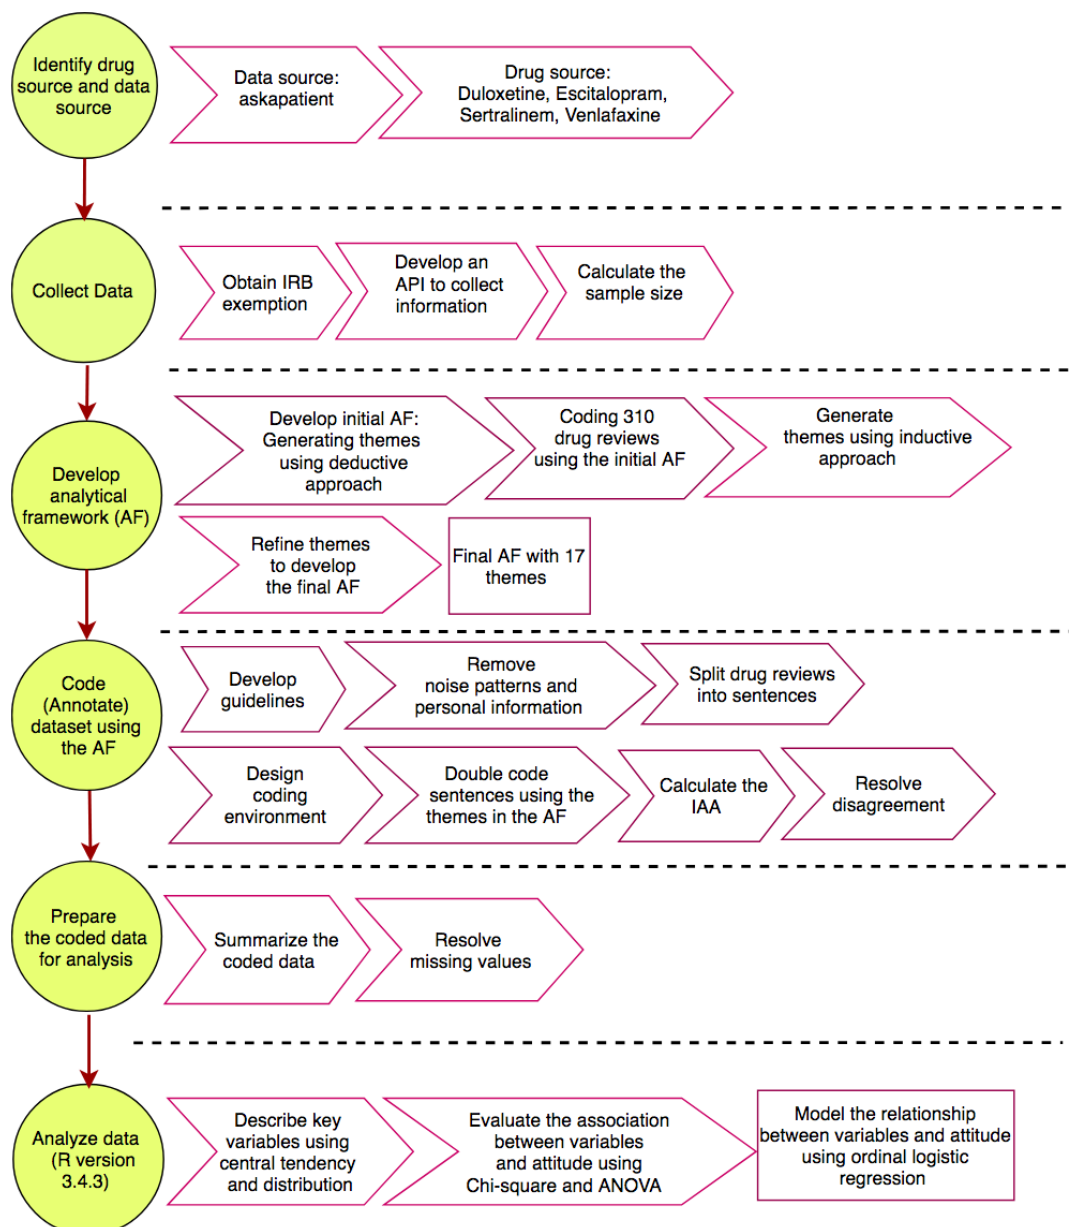 Identify drug
source and data
source
Data source:
askapatient
Drug source:
Duloxetine, Escitalopram,
Sertralinem, Venlafaxine
Collect Data
Obtain IRB
exemption
Develop an
API to collect
information
Calculate the
sample size
Develop
analytical
framework (AF)
Develop initial AF:
Generating themes
using deductive
approach
Coding 310
drug reviews
using the initial AF
Generate
themes using inductive
approach
Refine themes
to develop
the final AF
Final AF with 17
themes
Code
(Annotate)
dataset using
the AF
Develop
guidelines
Remove
noise patterns and
personal information
Split drug reviews
into sentences
Design
coding
environment
Double code
sentences using the
themes in the AF
Calculate the
IAA
Resolve
disagreement
Prepare
the coded data
for analysis
Summarize the
coded data
Resolve
missing values
Analyze data
(R version
3.4.3)
Describe key
variables using
central tendency
and distribution
Evaluate the association
between variables
and attitude using
Chi-square and ANOVA
Model the relationship
between variables and attitude
using ordinal logistic
regression